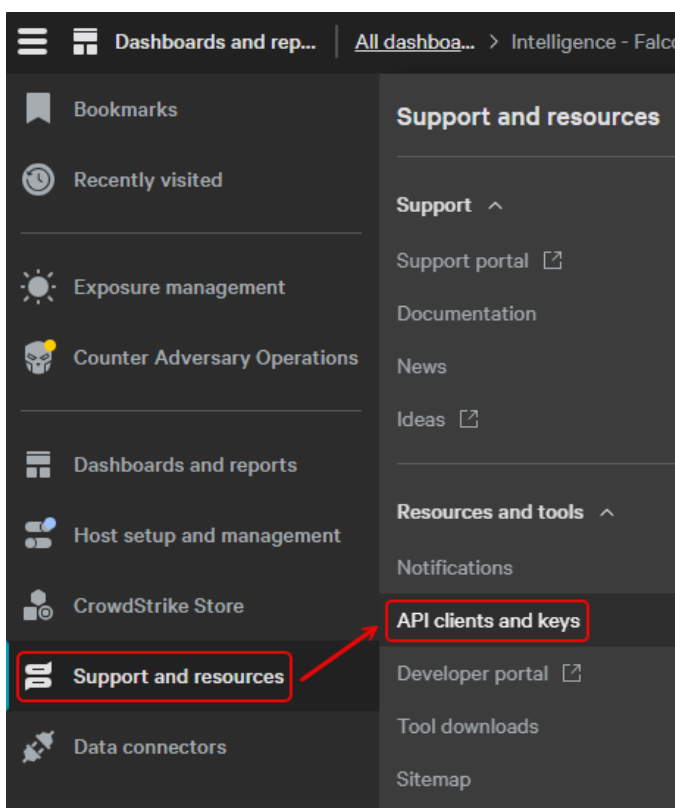 Dashboards and rep... All dashboa... > Intelligence - Falco
Bookmarks
Recently visited
Exposure management
Counter Adversary Operations
Dashboards and reports
Host setup and management
CrowdStrike Store
Support and resources
Data connectors
Support and resources
Support
Support portal
Documentation
News
Ideas
Resources and tools
Notifications
API clients and keys
Developer portal
Tool downloads
Sitemap